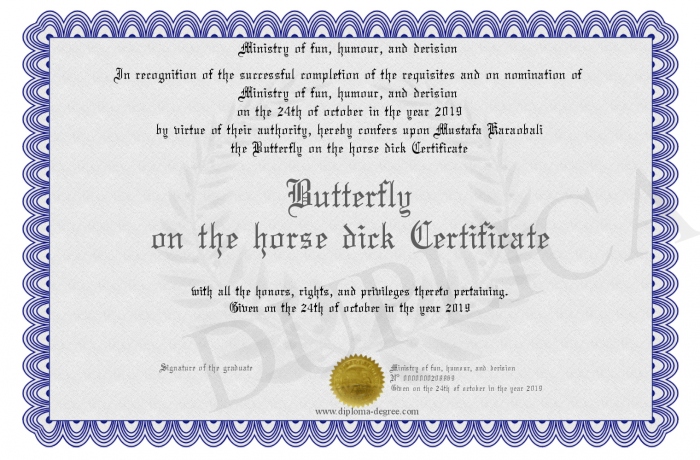 Ministry of fun, humour, and derision
In recognition of the successful completion of the requisites and on nomination of
Ministry of fun, humour, and derision
on the 24th of october in the year 2019
by virtue of their authority, hereby confers upon Mustafa Karaobali
the Butterfly on the horse dick Certificate
Butterfly
on the horse dick Certificate
with all the honors, rights, and privileges thereto pertaining.
Given on the 24th of october in the year 2019
Signature of the graduate
Ministry of fun, humour, and derision
Given on the 24th of october in the year 2019
www.diploma-degree.com
DUPLICA